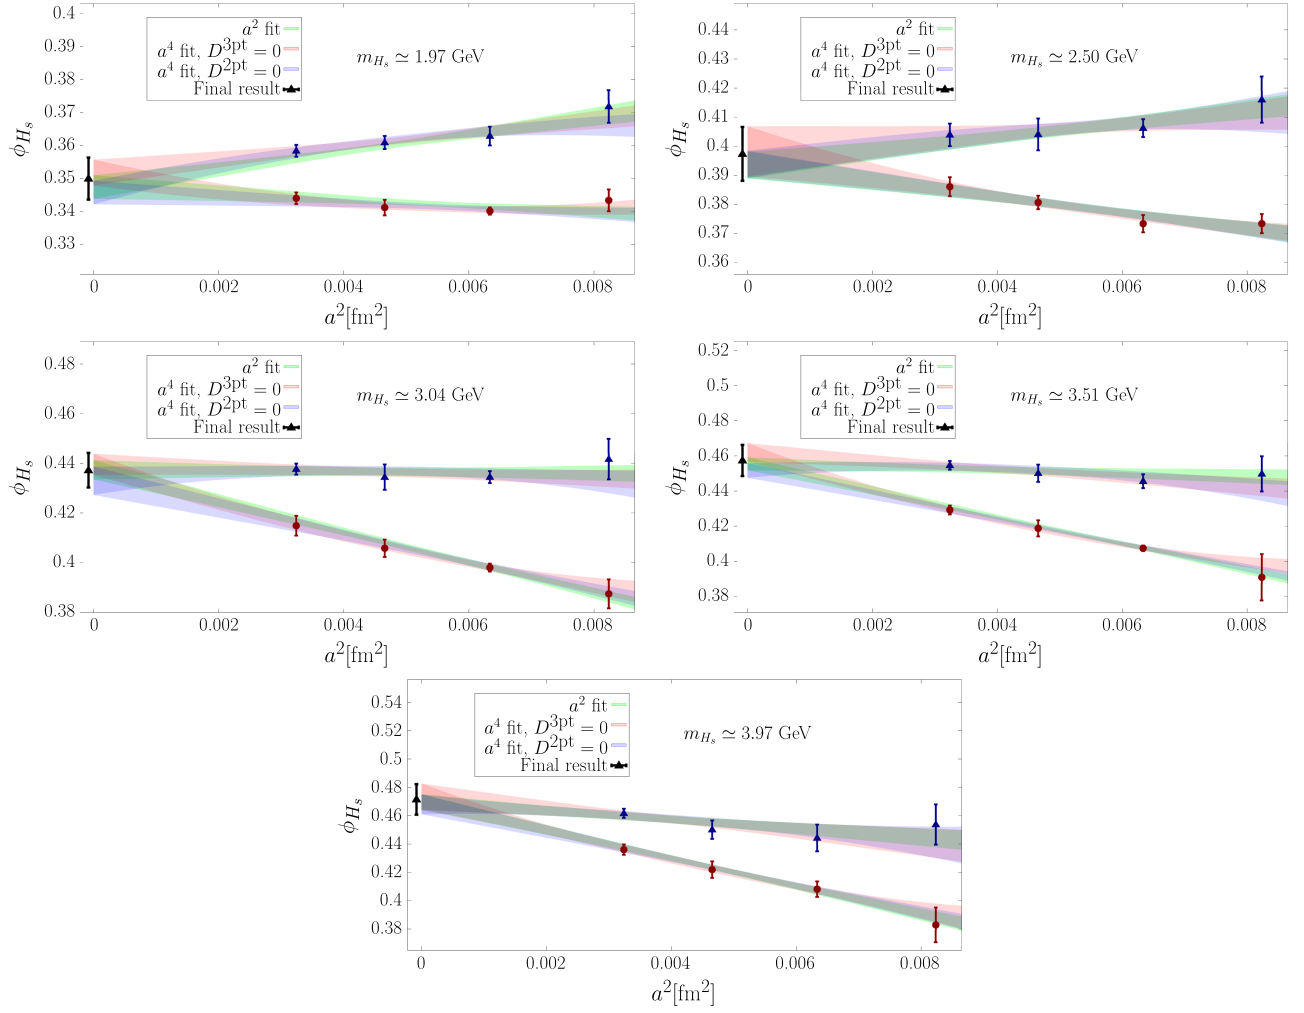 0.4
0.39
0.38
0.37
0.36
0.35
0.34
0.33
ϕ_{H_s}
a² fit
a⁴ fit, D^{3pt} = 0
a⁴ fit, D^{2pt} = 0
Final result
m_{H_s} ≃ 1.97 GeV
0 0.002 0.004 0.006 0.008
a²[fm²]
0.44
0.43
0.42
0.41
0.4
0.39
0.38
0.37
0.36
ϕ_{H_s}
a² fit
a⁴ fit, D^{3pt} = 0
a⁴ fit, D^{2pt} = 0
Final result
m_{H_s} ≃ 2.50 GeV
0 0.002 0.004 0.006 0.008
a²[fm²]
0.48
0.46
0.44
0.42
0.4
0.38
ϕ_{H_s}
a² fit
a⁴ fit, D^{3pt} = 0
a⁴ fit, D^{2pt} = 0
Final result
m_{H_s} ≃ 3.04 GeV
0 0.002 0.004 0.006 0.008
a²[fm²]
0.52
0.5
0.48
0.46
0.44
0.42
0.4
0.38
ϕ_{H_s}
a² fit
a⁴ fit, D^{3pt} = 0
a⁴ fit, D^{2pt} = 0
Final result
m_{H_s} ≃ 3.51 GeV
0 0.002 0.004 0.006 0.008
a²[fm²]
0.54
0.52
0.5
0.48
0.46
0.44
0.42
0.4
0.38
ϕ_{H_s}
a² fit
a⁴ fit, D^{3pt} = 0
a⁴ fit, D^{2pt} = 0
Final result
m_{H_s} ≃ 3.97 GeV
0 0.002 0.004 0.006 0.008
a²[fm²]